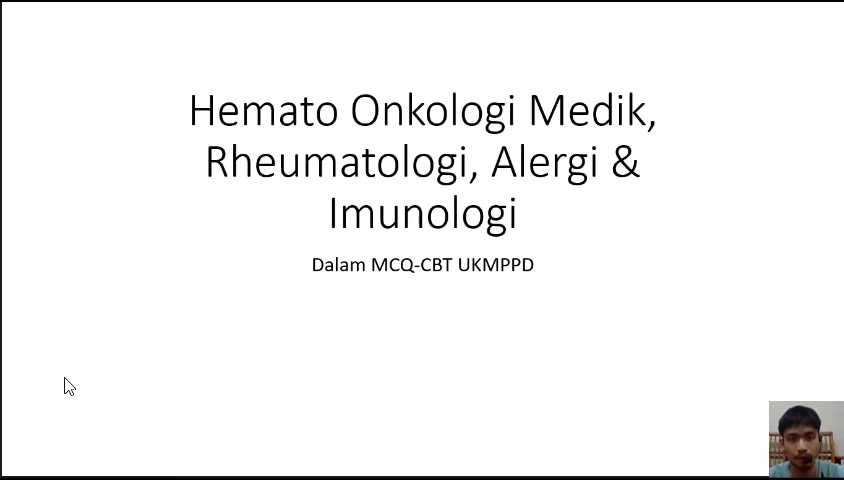 Hemato Onkologi Medik,
Rheumatologi, Alergi &
Imunologi
Dalam MCQ-CBT UKMPPD